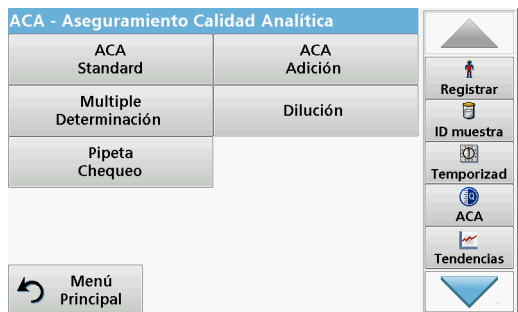 ACA - Aseguramiento Calidad Analítica
ACA
Standard
ACA
Adición
Multiple
Determinación
Dilución
Pipeta
Chequeo
Menú
Principal
Registrar
ID muestra
Temporizad
ACA
Tendencias